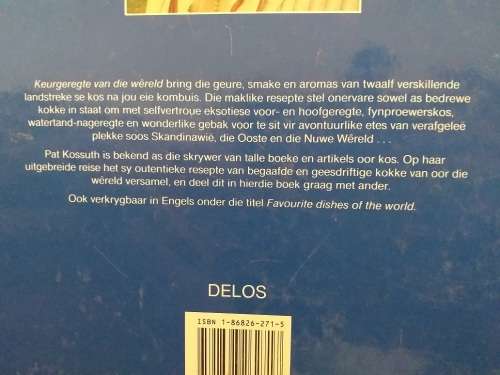 Keurgeregte van die wêreld bring die geure, smake en aromas van twaalf verskillende
landstreke se kos na jou eie kombuis. Die maklike resepte stel onervare sowel as bedrewe
kokke in staat om met selfvertroue eksotiese voor- en hoofgeregte, fynproewerskos,
watertand-nageregte en wonderlike gebak voor te sit vir avontuurlike etes van verafgeleë
plekke soos Skandinawië, die Ooste en die Nuwe Wêreld . . .
Pat Kossuth is bekend as die skrywer van talle boeke en artikels oor kos. Op haar
uitgebreide reise het sy outentieke resepte van begaafde en geesdriftige kokke van oor die
wêreld versamel, en deel dit in hierdie boek graag met ander.
Ook verkrygbaar in Engels onder die titel Favourite dishes of the world.
DELOS
ISBN 1-86826-271-5